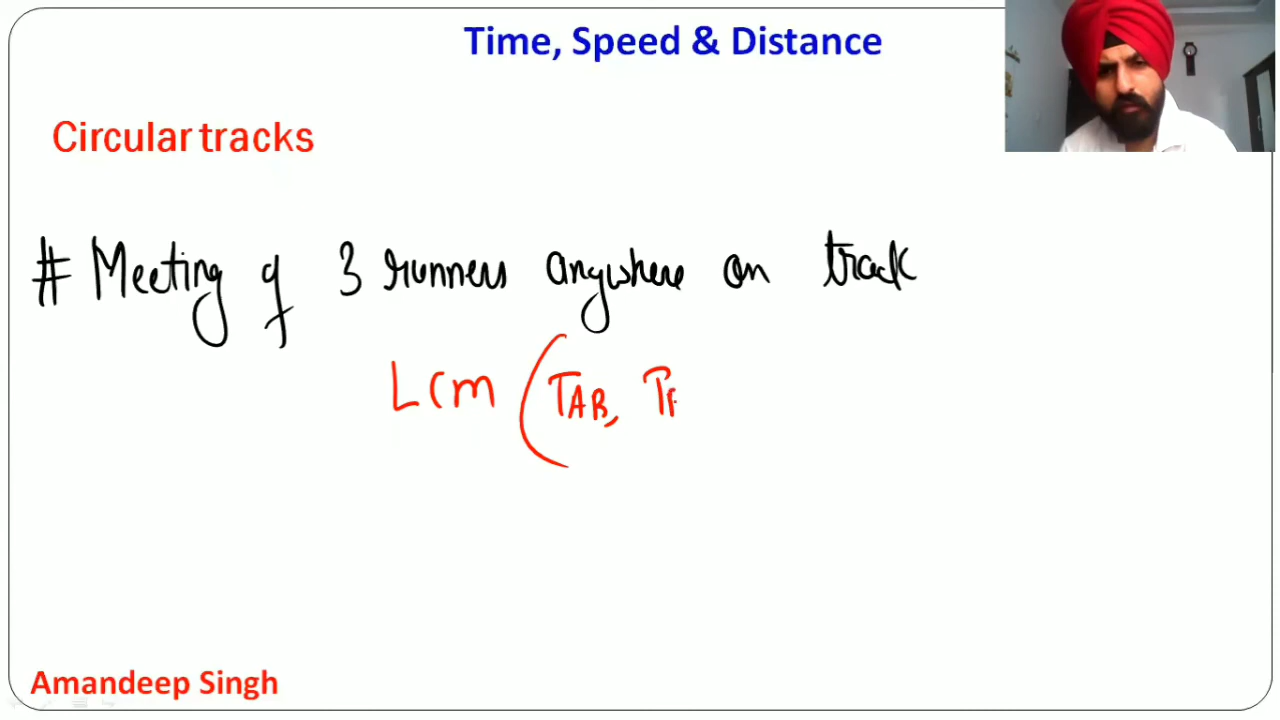 Time, Speed & Distance
Circular tracks
# Meeting of 3 runners anywhere on track
LCM (TAB, T
Amandeep Singh